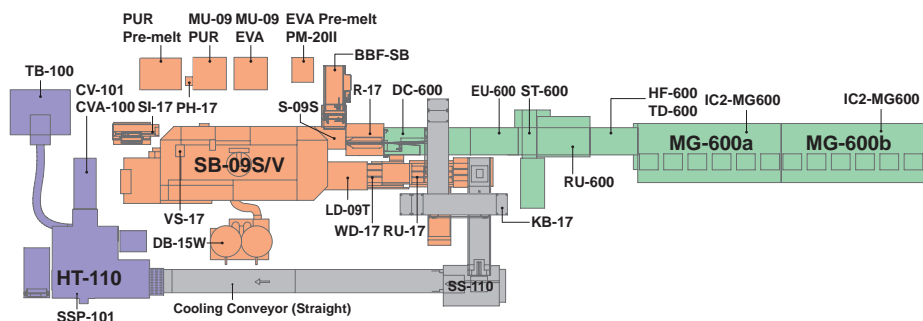 PUR
Pre-melt
MU-09
PUR
MU-09
EVA
EVA Pre-melt
PM-20II
BBF-SB
TB-100
CV-101
CVA-100
SI-17
PH-17
S-09S
R-17
DC-600
EU-600
ST-600
HF-600
TD-600
IC2-MG600
IC2-MG600
MG-600a
MG-600b
SB-09S/V
RU-600
VS-17
LD-09T
WD-17
RU-17
KB-17
DB-15W
HT-110
SS-110
Cooling Conveyor (Straight)
SSP-101